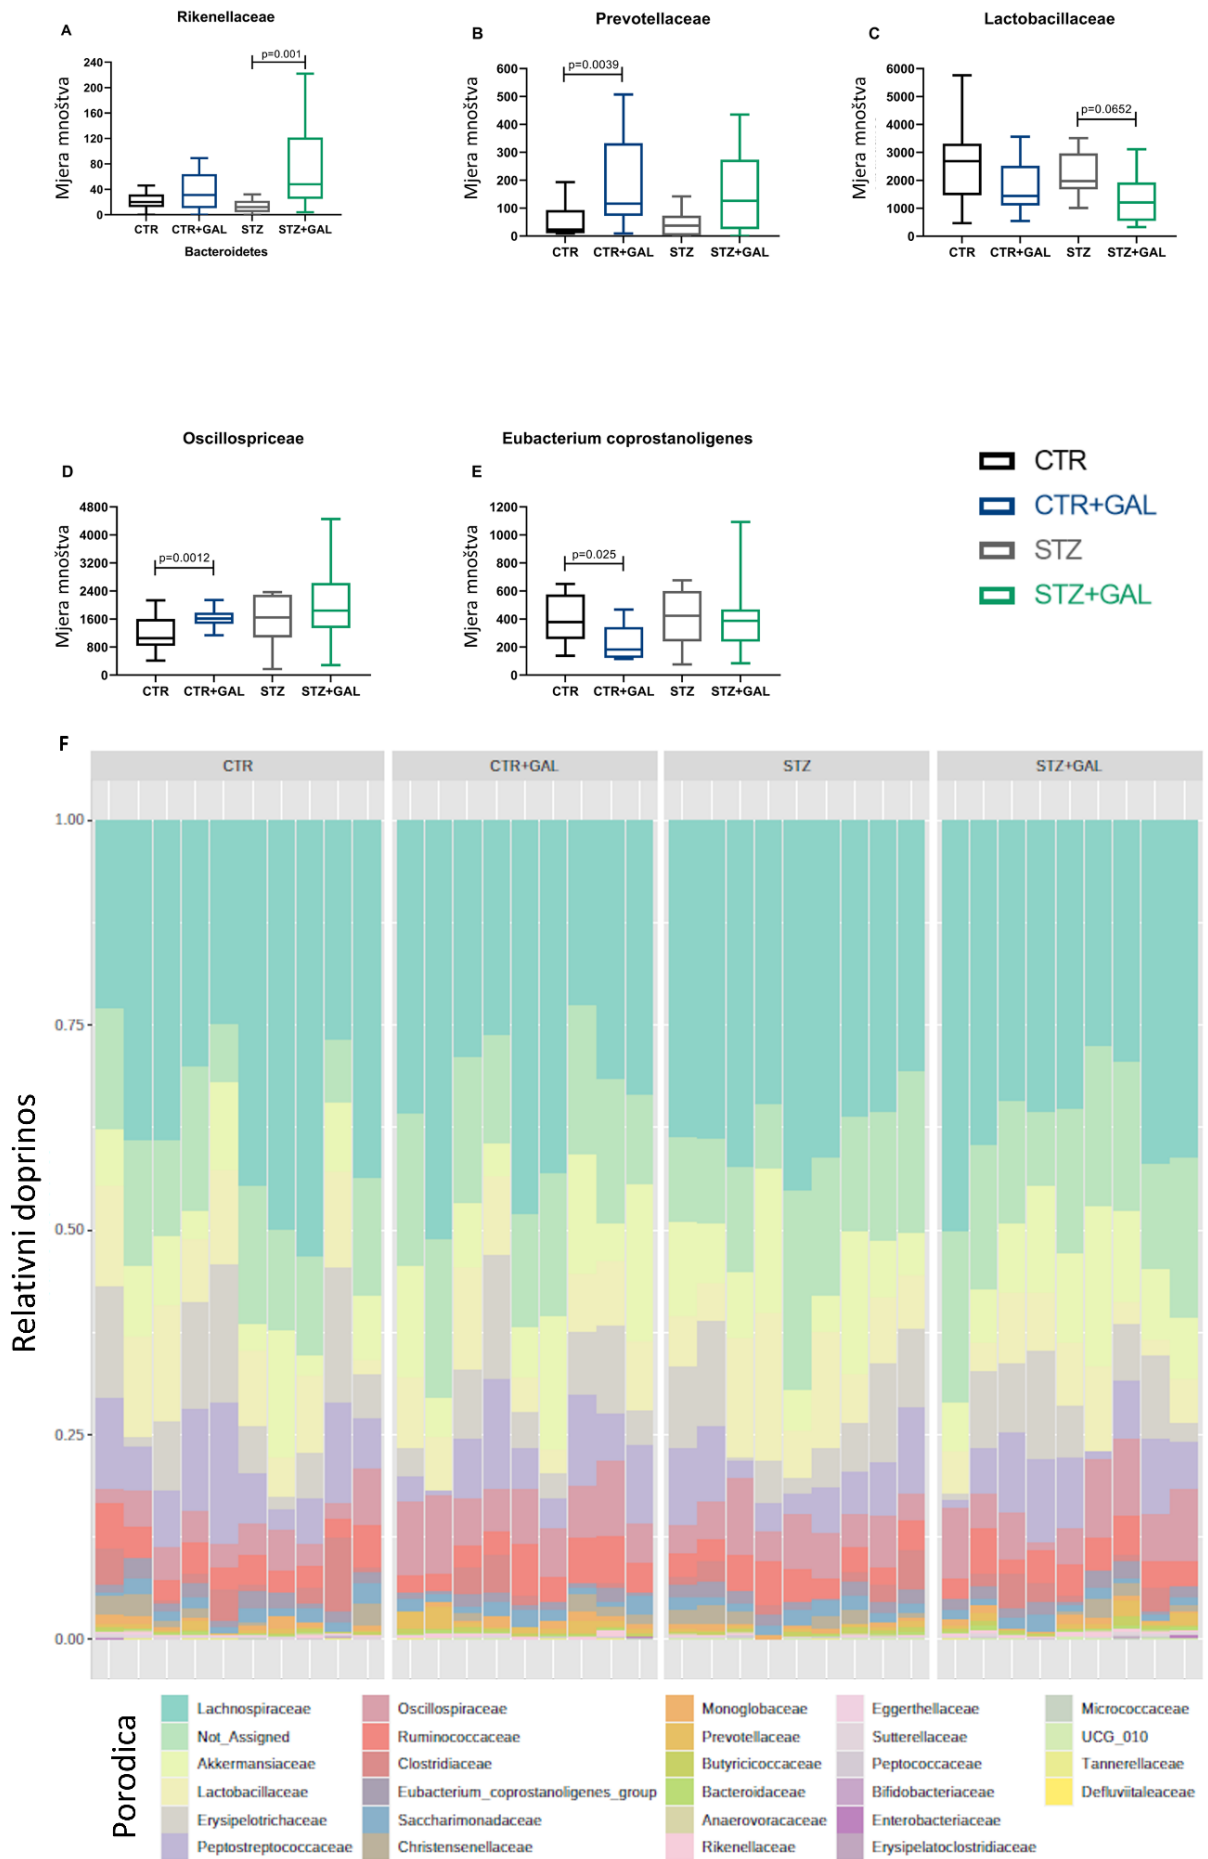 Rikenellaceae
A
p=0.001
Mjera mnoštva
240
200
160
120
80
40
0
CTR
CTR+GAL
STZ
STZ+GAL
Bacteroidetes
Prevotellaceae
B
p=0.0039
Mjera mnoštva
600
500
400
300
200
100
0
CTR
CTR+GAL
STZ
STZ+GAL
Lactobacillaceae
C
p=0.0652
Mjera mnoštva
6000
5000
4000
3000
2000
1000
0
CTR
CTR+GAL
STZ
STZ+GAL
Oscillospriceae
D
p=0.0012
Mjera mnoštva
4800
4000
3200
2400
1600
800
0
CTR
CTR+GAL
STZ
STZ+GAL
Eubacterium coprostanoligenes
E
p=0.025
Mjera mnoštva
1200
1000
800
600
400
200
0
CTR
CTR+GAL
STZ
STZ+GAL
CTR
CTR+GAL
STZ
STZ+GAL
F
CTR
CTR+GAL
STZ
STZ+GAL
Relativni doprinos
1.00
0.75
0.50
0.25
0.00
Porodica
Lachnospiraceae
Not_Assigned
Akkermansiaceae
Lactobacillaceae
Erysipelotrichaceae
Peptostreptococcaceae
Oscillospiraceae
Ruminococcaceae
Clostridiaceae
Eubacterium_coprostanoligenes_group
Saccharimonadaceae
Christensenellaceae
Monoglobaceae
Prevotellaceae
Butyricicoccaceae
Bacteroidaceae
Anaerovoracaceae
Rikenellaceae
Eggerthellaceae
Sutterellaceae
Peptococcaceae
Bifidobacteriaceae
Enterobacteriaceae
Erysipelatoclostridiaceae
Micrococcaceae
UCG_010
Tannerellaceae
Defluviitaleaceae